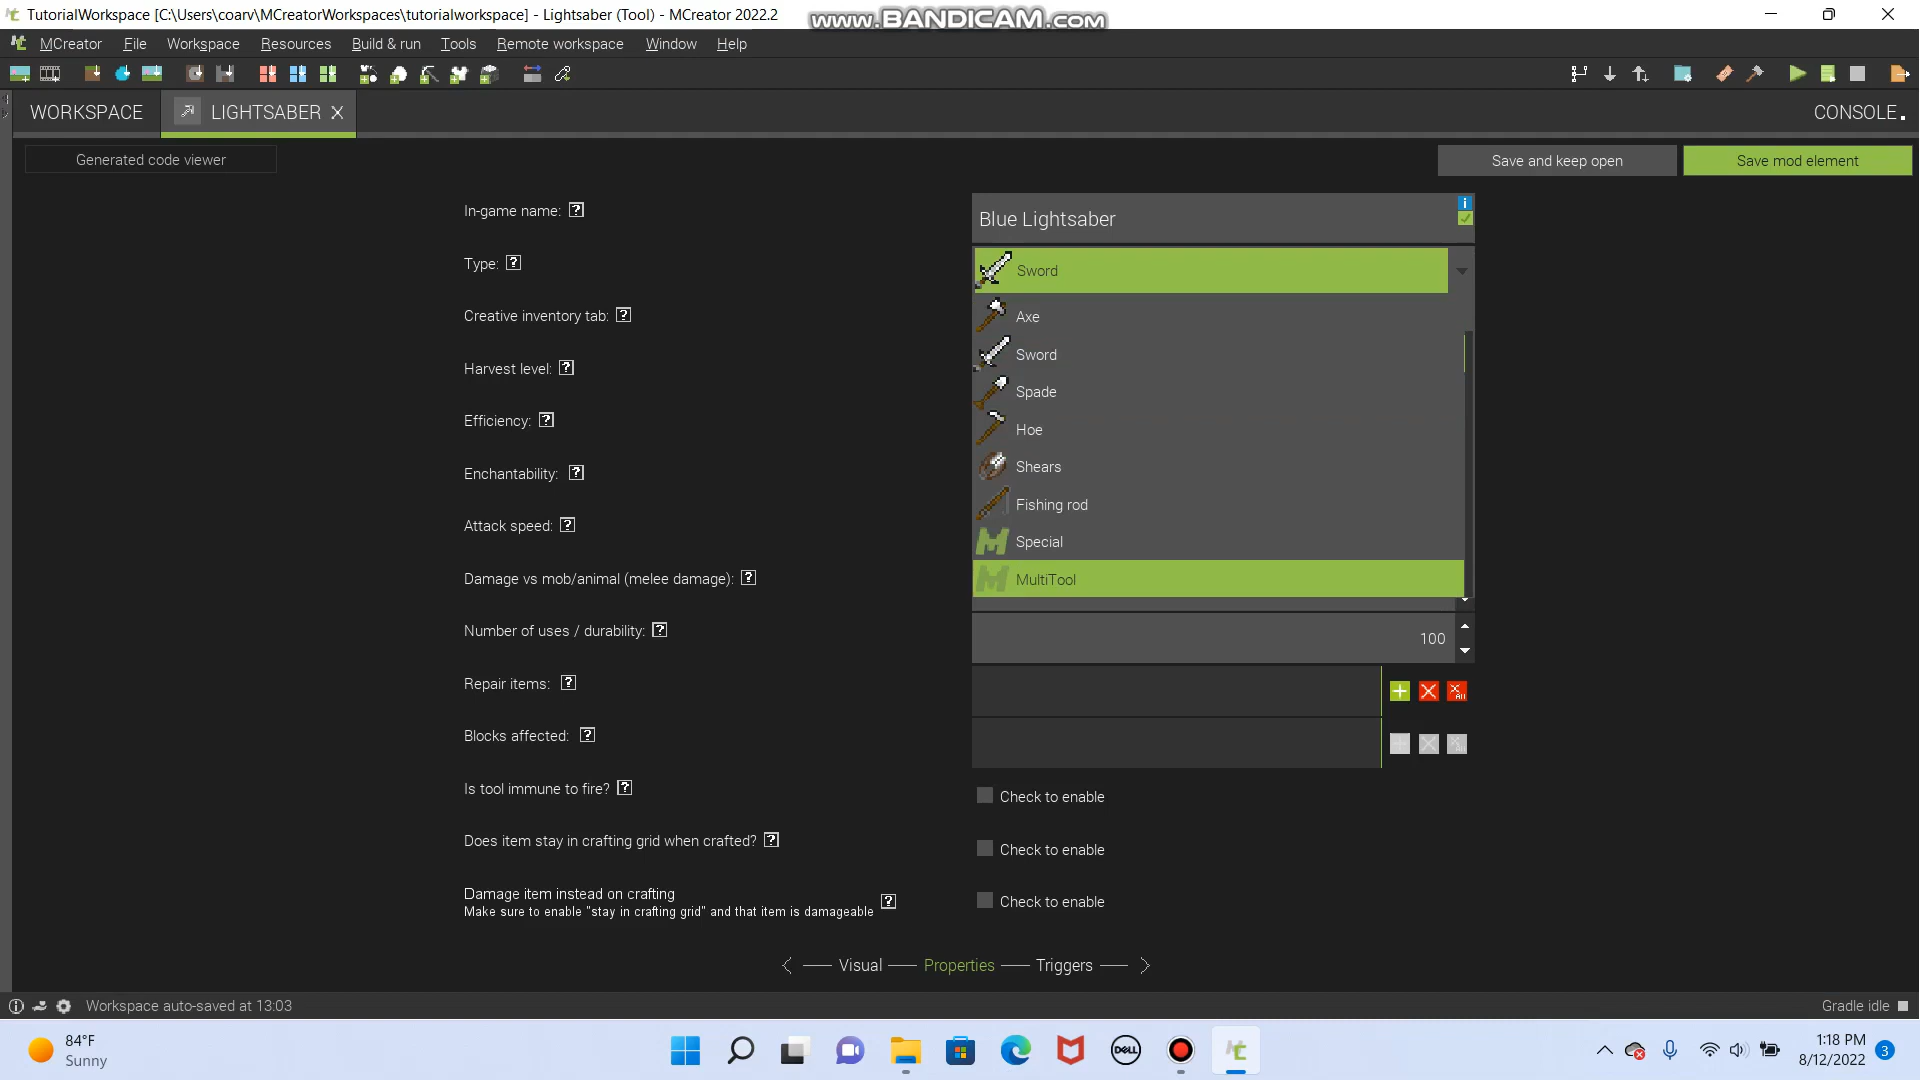 TutorialWorkspace [C:\Users\coarv\MCreatorWorkspaces\tutorialworkspace] - Lightsaber (Tool) - MCreator 2022.2
www.BANDICAM.com
MCreator File Workspace Resources Build & run Tools Remote workspace Window Help
WORKSPACE LIGHTSABER CONSOLE
Generated code viewer Save and keep open Save mod element
In-game name: ? Blue Lightsaber
Type: ? Sword
Axe
Sword
Spade
Hoe
Shears
Fishing rod
Special
MultiTool
Creative inventory tab: ?
Harvest level: ?
Efficiency: ?
Enchantability: ?
Attack speed: ?
Damage vs mob/animal (melee damage): ?
Number of uses / durability: ? 100
Repair items: ?
Blocks affected: ?
Is tool immune to fire? ? Check to enable
Does item stay in crafting grid when crafted? ? Check to enable
Damage item instead on crafting
Make sure to enable "stay in crafting grid" and that item is damageable ? Check to enable
Visual Properties Triggers
Workspace auto-saved at 13:03 Gradle idle
84°F
Sunny
DELL
1:18 PM
8/12/2022
3